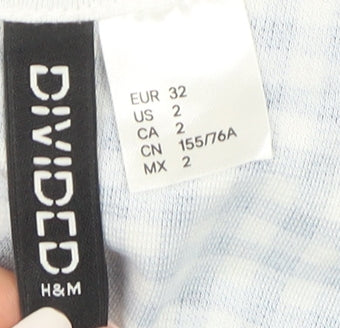 DIVIDED
H&M
EUR 32
US 2
CA 2
CN 155/76A
MX 2